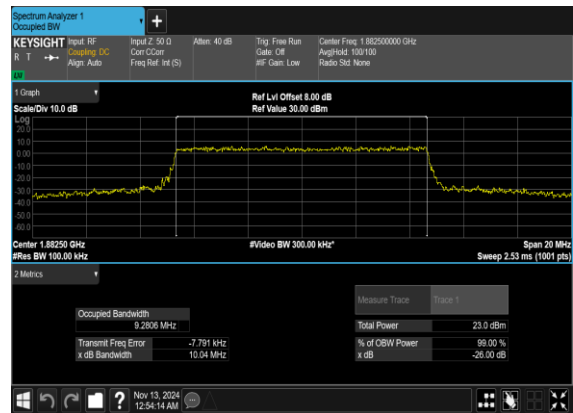 Spectrum Analyzer 1
Occupied BW
+
KEYSIGHT Input: RF Input Z: 50 Ω Atten: 40 dB Trig: Free Run Center Freq: 1.882500000 GHz
R T Coupling: DC Corr CCorr Gate: Off Avg|Hold: 100/100
Align: Auto Freq Ref: Int (S) #IF Gain: Low Radio Std: None
1 Graph
Ref Lvl Offset 8.00 dB
Scale/Div 10.0 dB Ref Value 30.00 dBm
Log
20.0
10.0
0.00
-10.0
-20.0
-30.0
-40.0
-50.0
-60.0
Center 1.88250 GHz #Video BW 300.00 kHz* Span 20 MHz
#Res BW 100.00 kHz Sweep 2.53 ms (1001 pts)
2 Metrics
Measure Trace Trace 1
Occupied Bandwidth
9.2806 MHz Total Power 23.0 dBm
Transmit Freq Error -7.791 kHz % of OBW Power 99.00 %
x dB Bandwidth 10.04 MHz x dB -26.00 dB
? Nov 13, 2024
12:54:14 AM